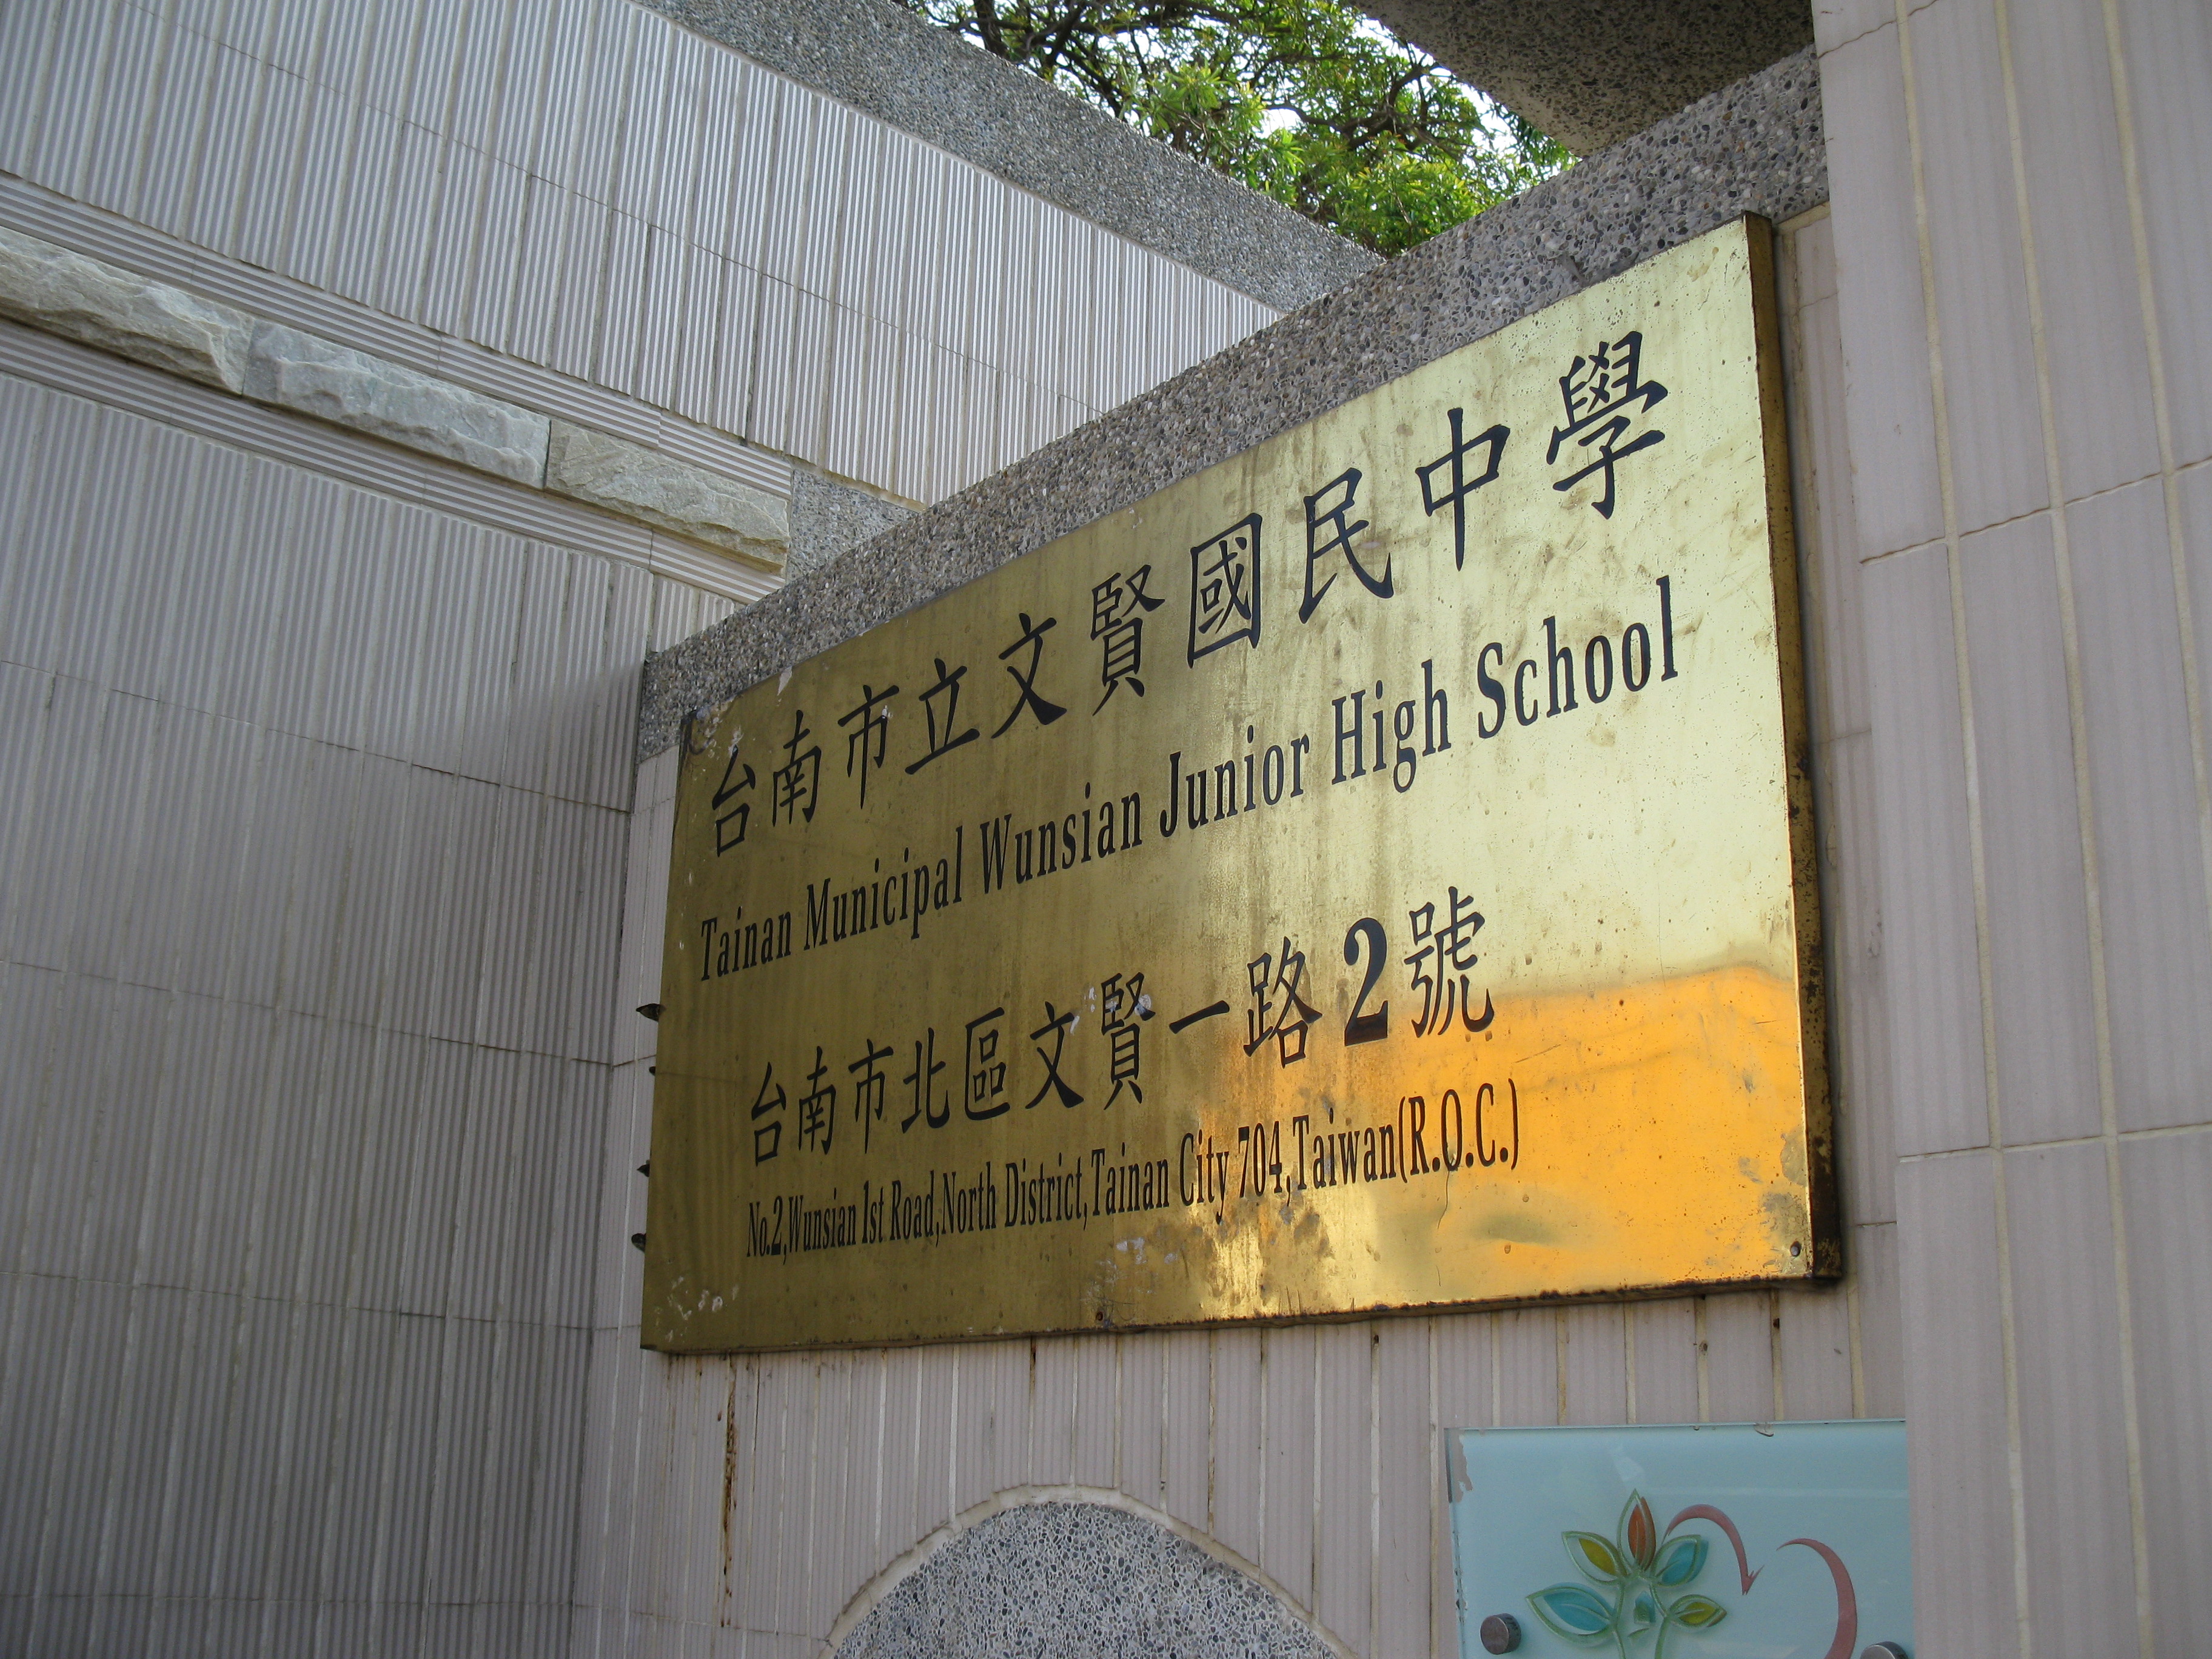 台南市立文賢國民中學
Tainan Municipal Wunsian Junior High School
台南市北區文賢一路2號
No.2,Wunsian 1st Road,North District,Tainan City 704,Taiwan(R.O.C.)